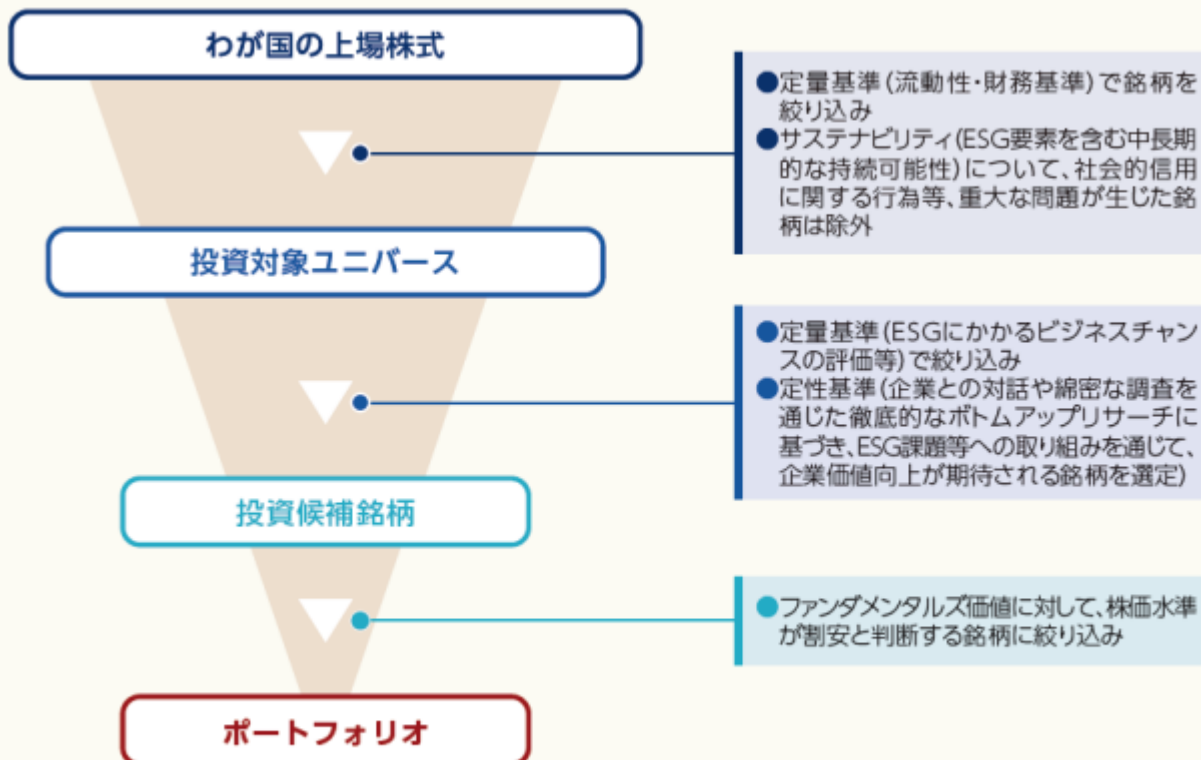 わが国の上場株式
●定量基準(流動性・財務基準)で銘柄を
絞り込み
●サステナビリティ(ESG要素を含む中長期
的な持続可能性)について、社会的信用
に関する行為等、重大な問題が生じた銘
柄は除外
投資対象ユニバース
●定量基準(ESGにかかるビジネスチャン
スの評価等)で絞り込み
●定性基準(企業との対話や綿密な調査を
通じた徹底的なボトムアップリサーチに
基づき、ESG課題等への取り組みを通じて、
企業価値向上が期待される銘柄を選定)
投資候補銘柄
●ファンダメンタルズ価値に対して、株価水準
が割安と判断する銘柄に絞り込み
ポートフォリオ